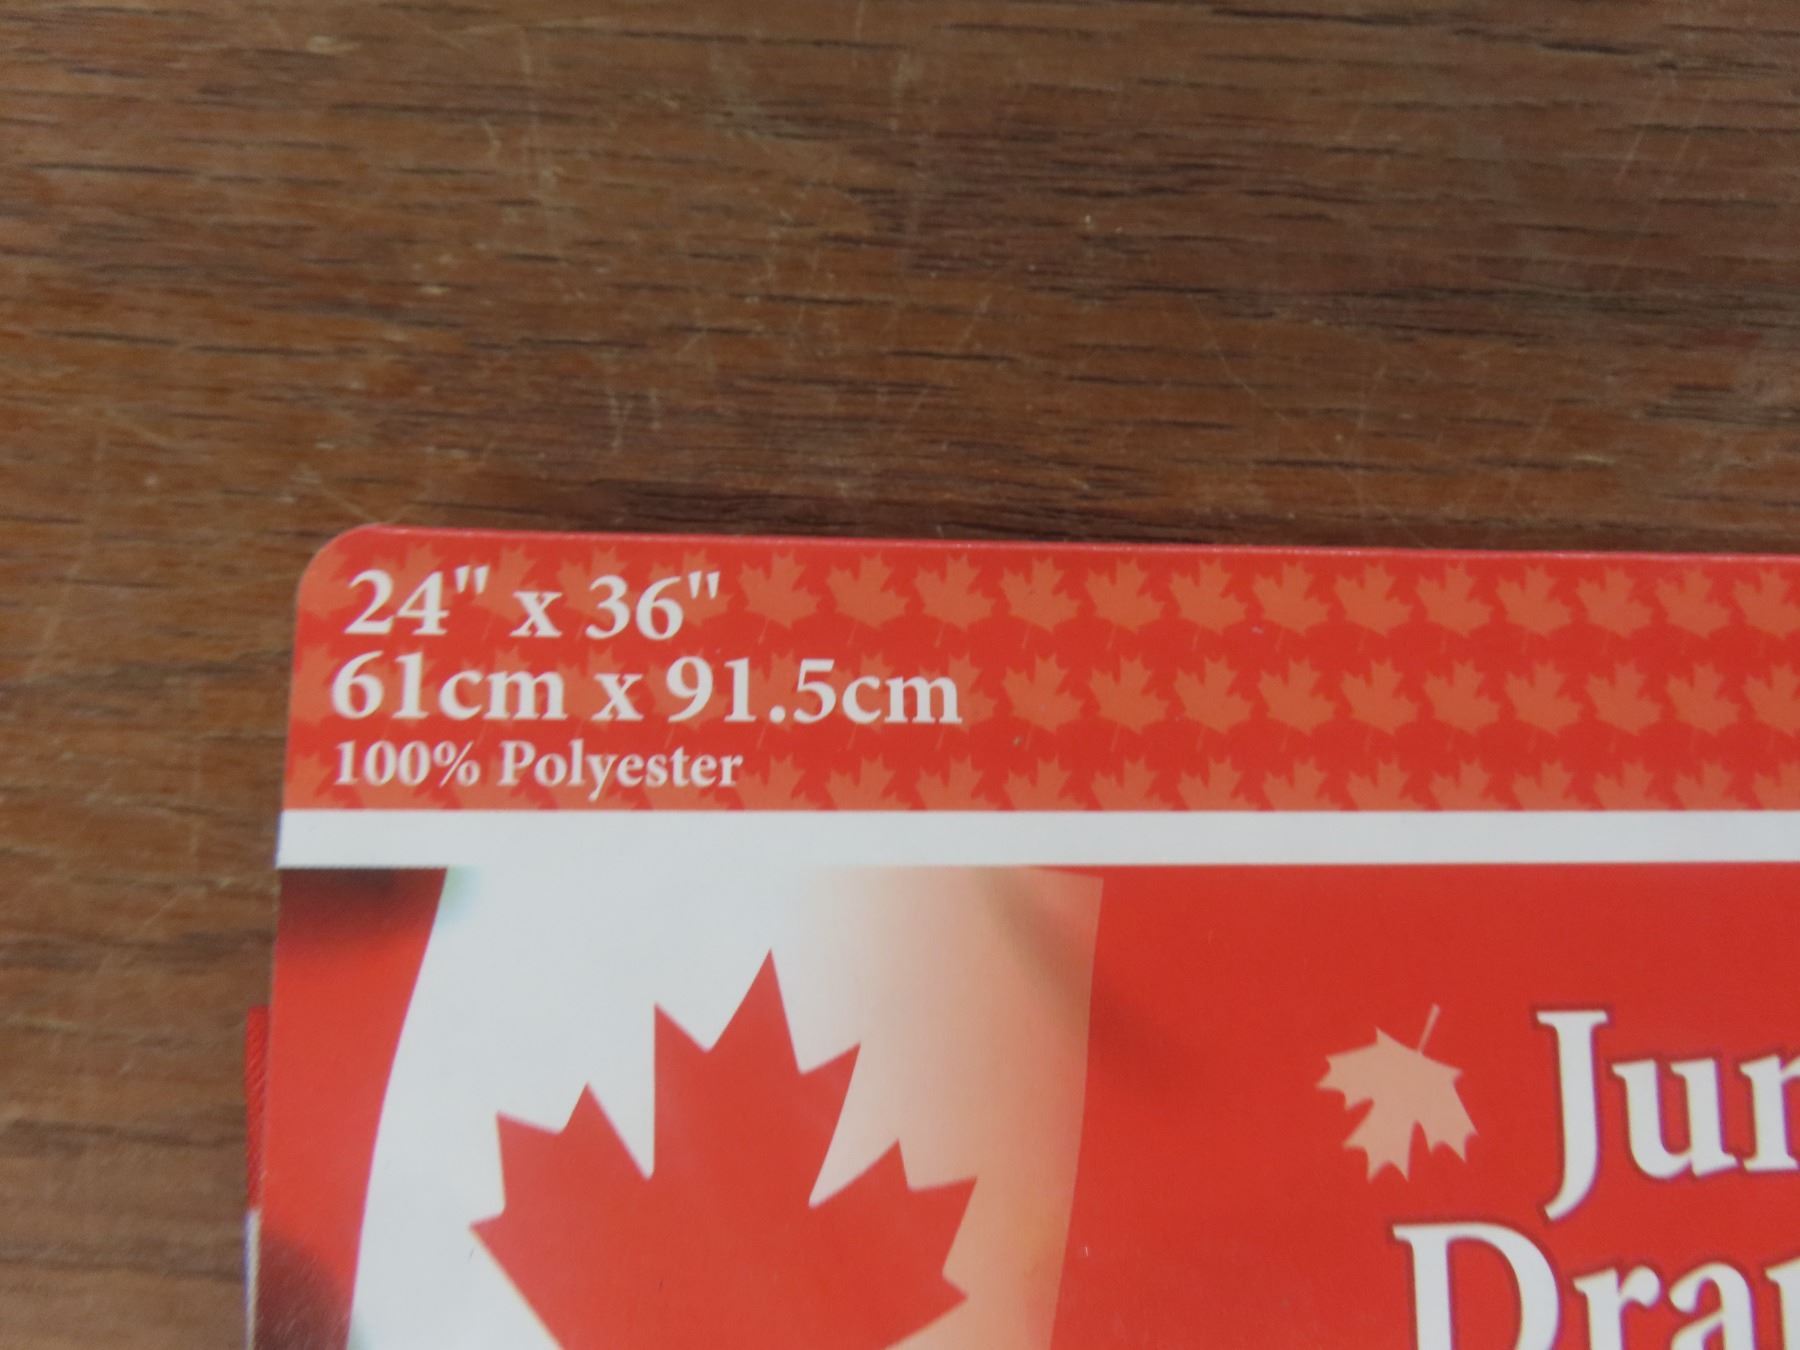 24" x 36"
61cm x 91.5cm
100% Polyester